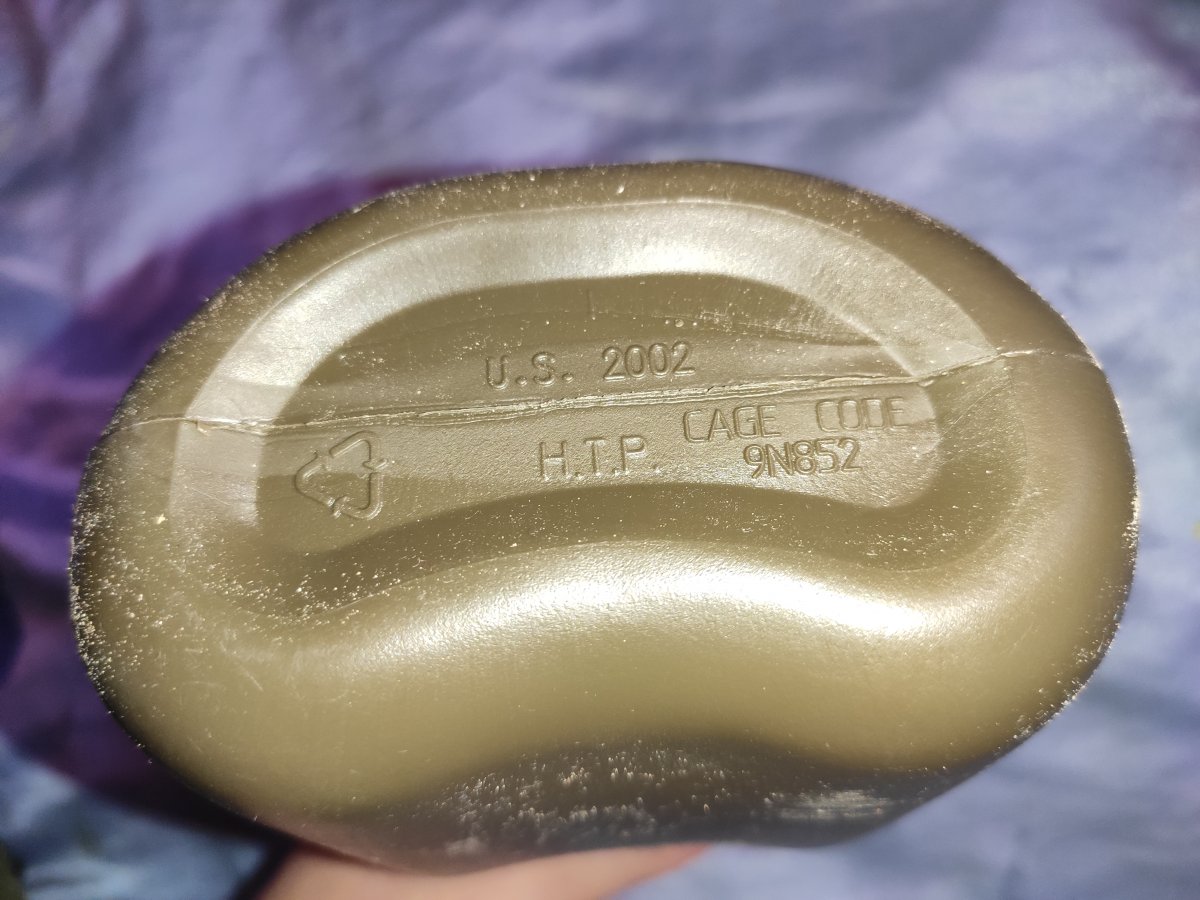 U.S. 2002
CAGE CODE
H.T.P.
9N852